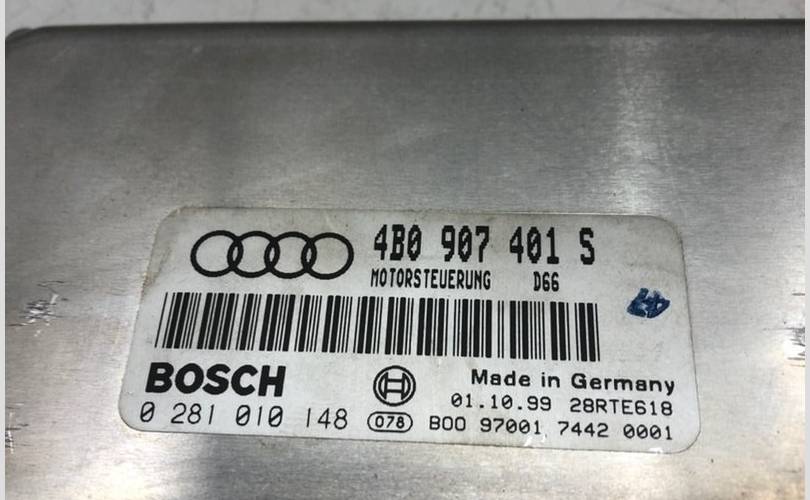 4B0 907 401 S
MOTORSTEUERUNG D66
BOSCH
Made in Germany
01.10.99 28RTE618
0 281 010 148 078 B00 97001 7442 0001